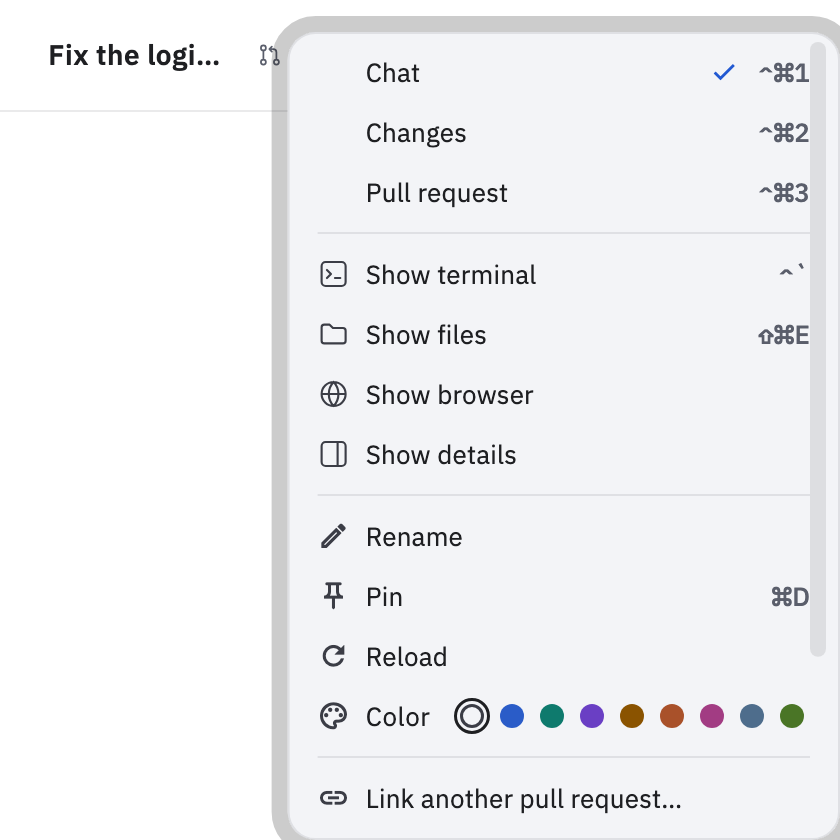 Fix the logi...
Chat ^⌘1
Changes ^⌘2
Pull request ^⌘3
Show terminal ^`
Show files ⇧⌘E
Show browser
Show details
Rename
Pin ⌘D
Reload
Color
Link another pull request...